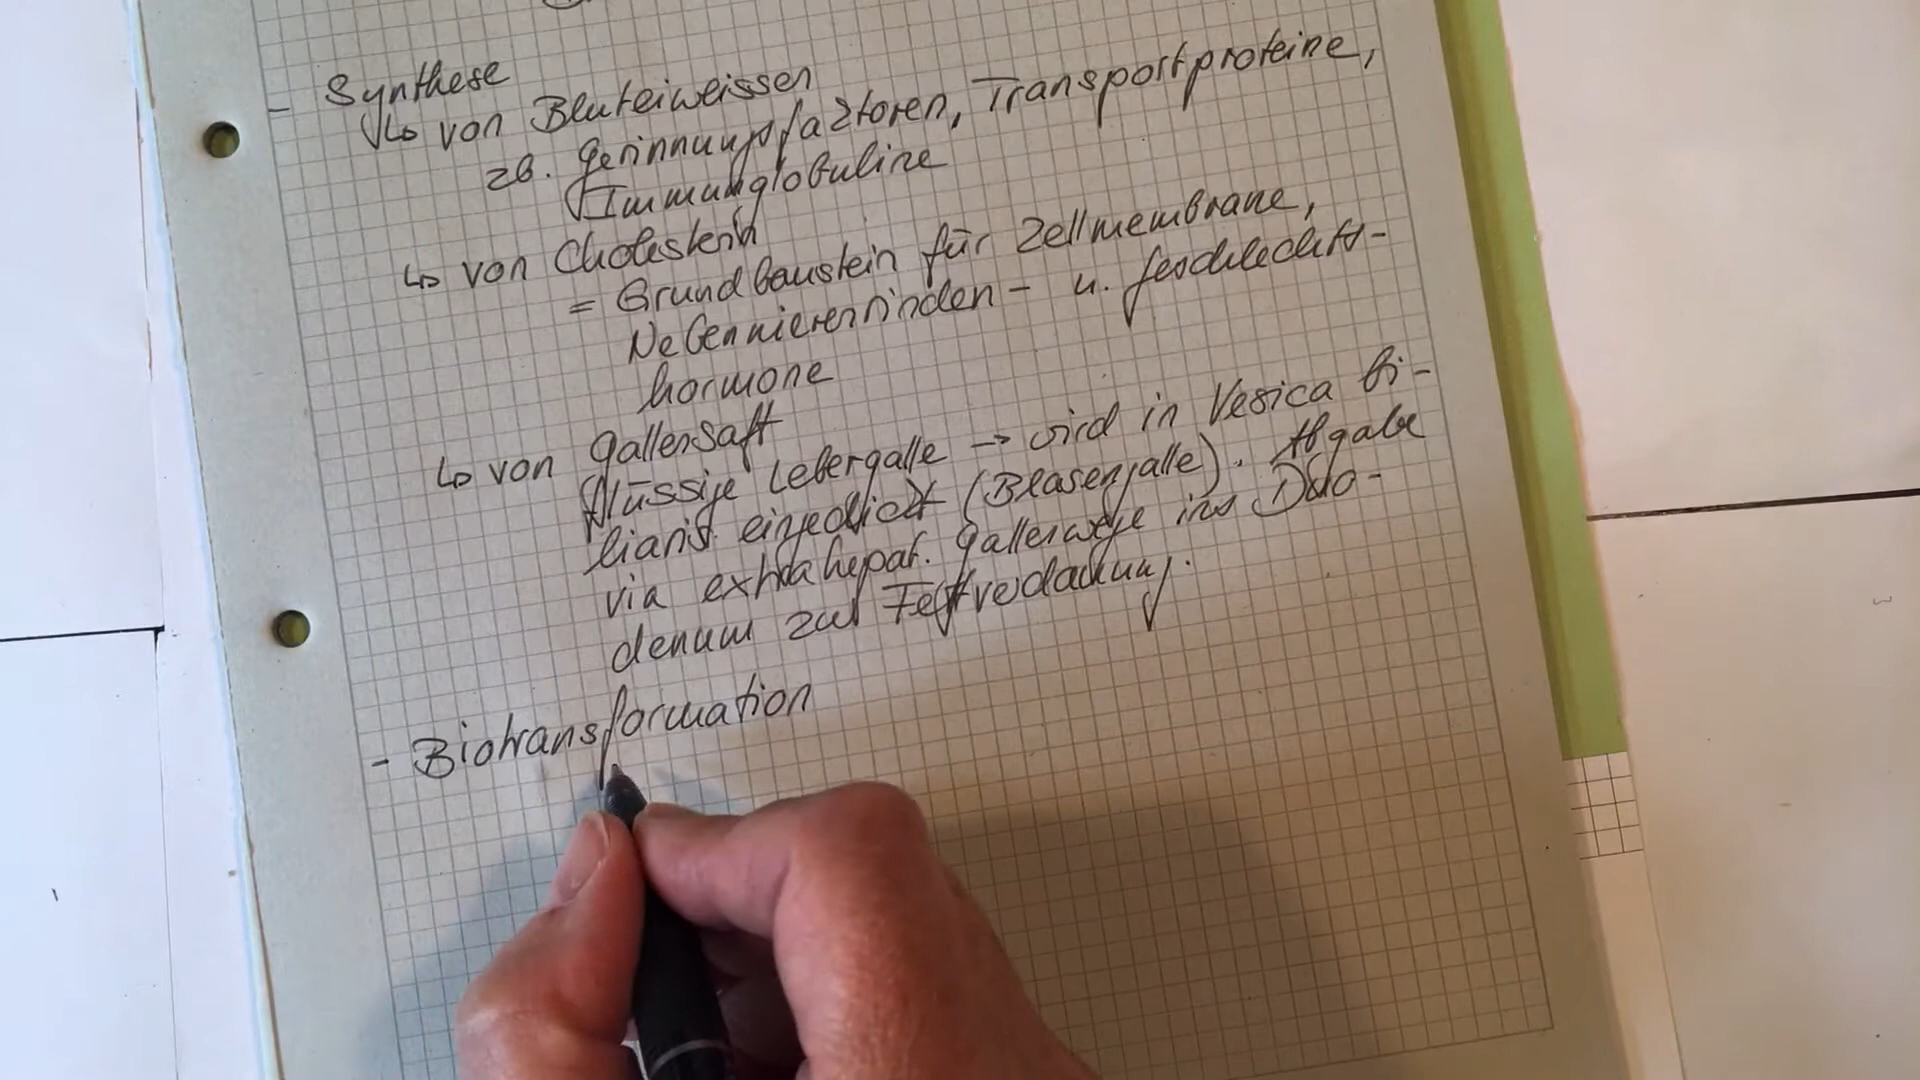 - Synthese
↳ von Bluteiweissen
zB. Gerinnungsfaktoren, Transportproteine,
Immunglobuline
↳ von Cholesterin
= Grundbaustein für Zellmembrane,
Nebennierenrinden- u. Geschlechts-
hormone
↳ von Gallensaft
flüssige Lebergalle → wird in Vesica bi-
liaris eingedickt (Blasengalle). Abgabe
via extrahepat. Gallenwege ins Duo-
denum zur Fettverdauung.
- Biotransformation